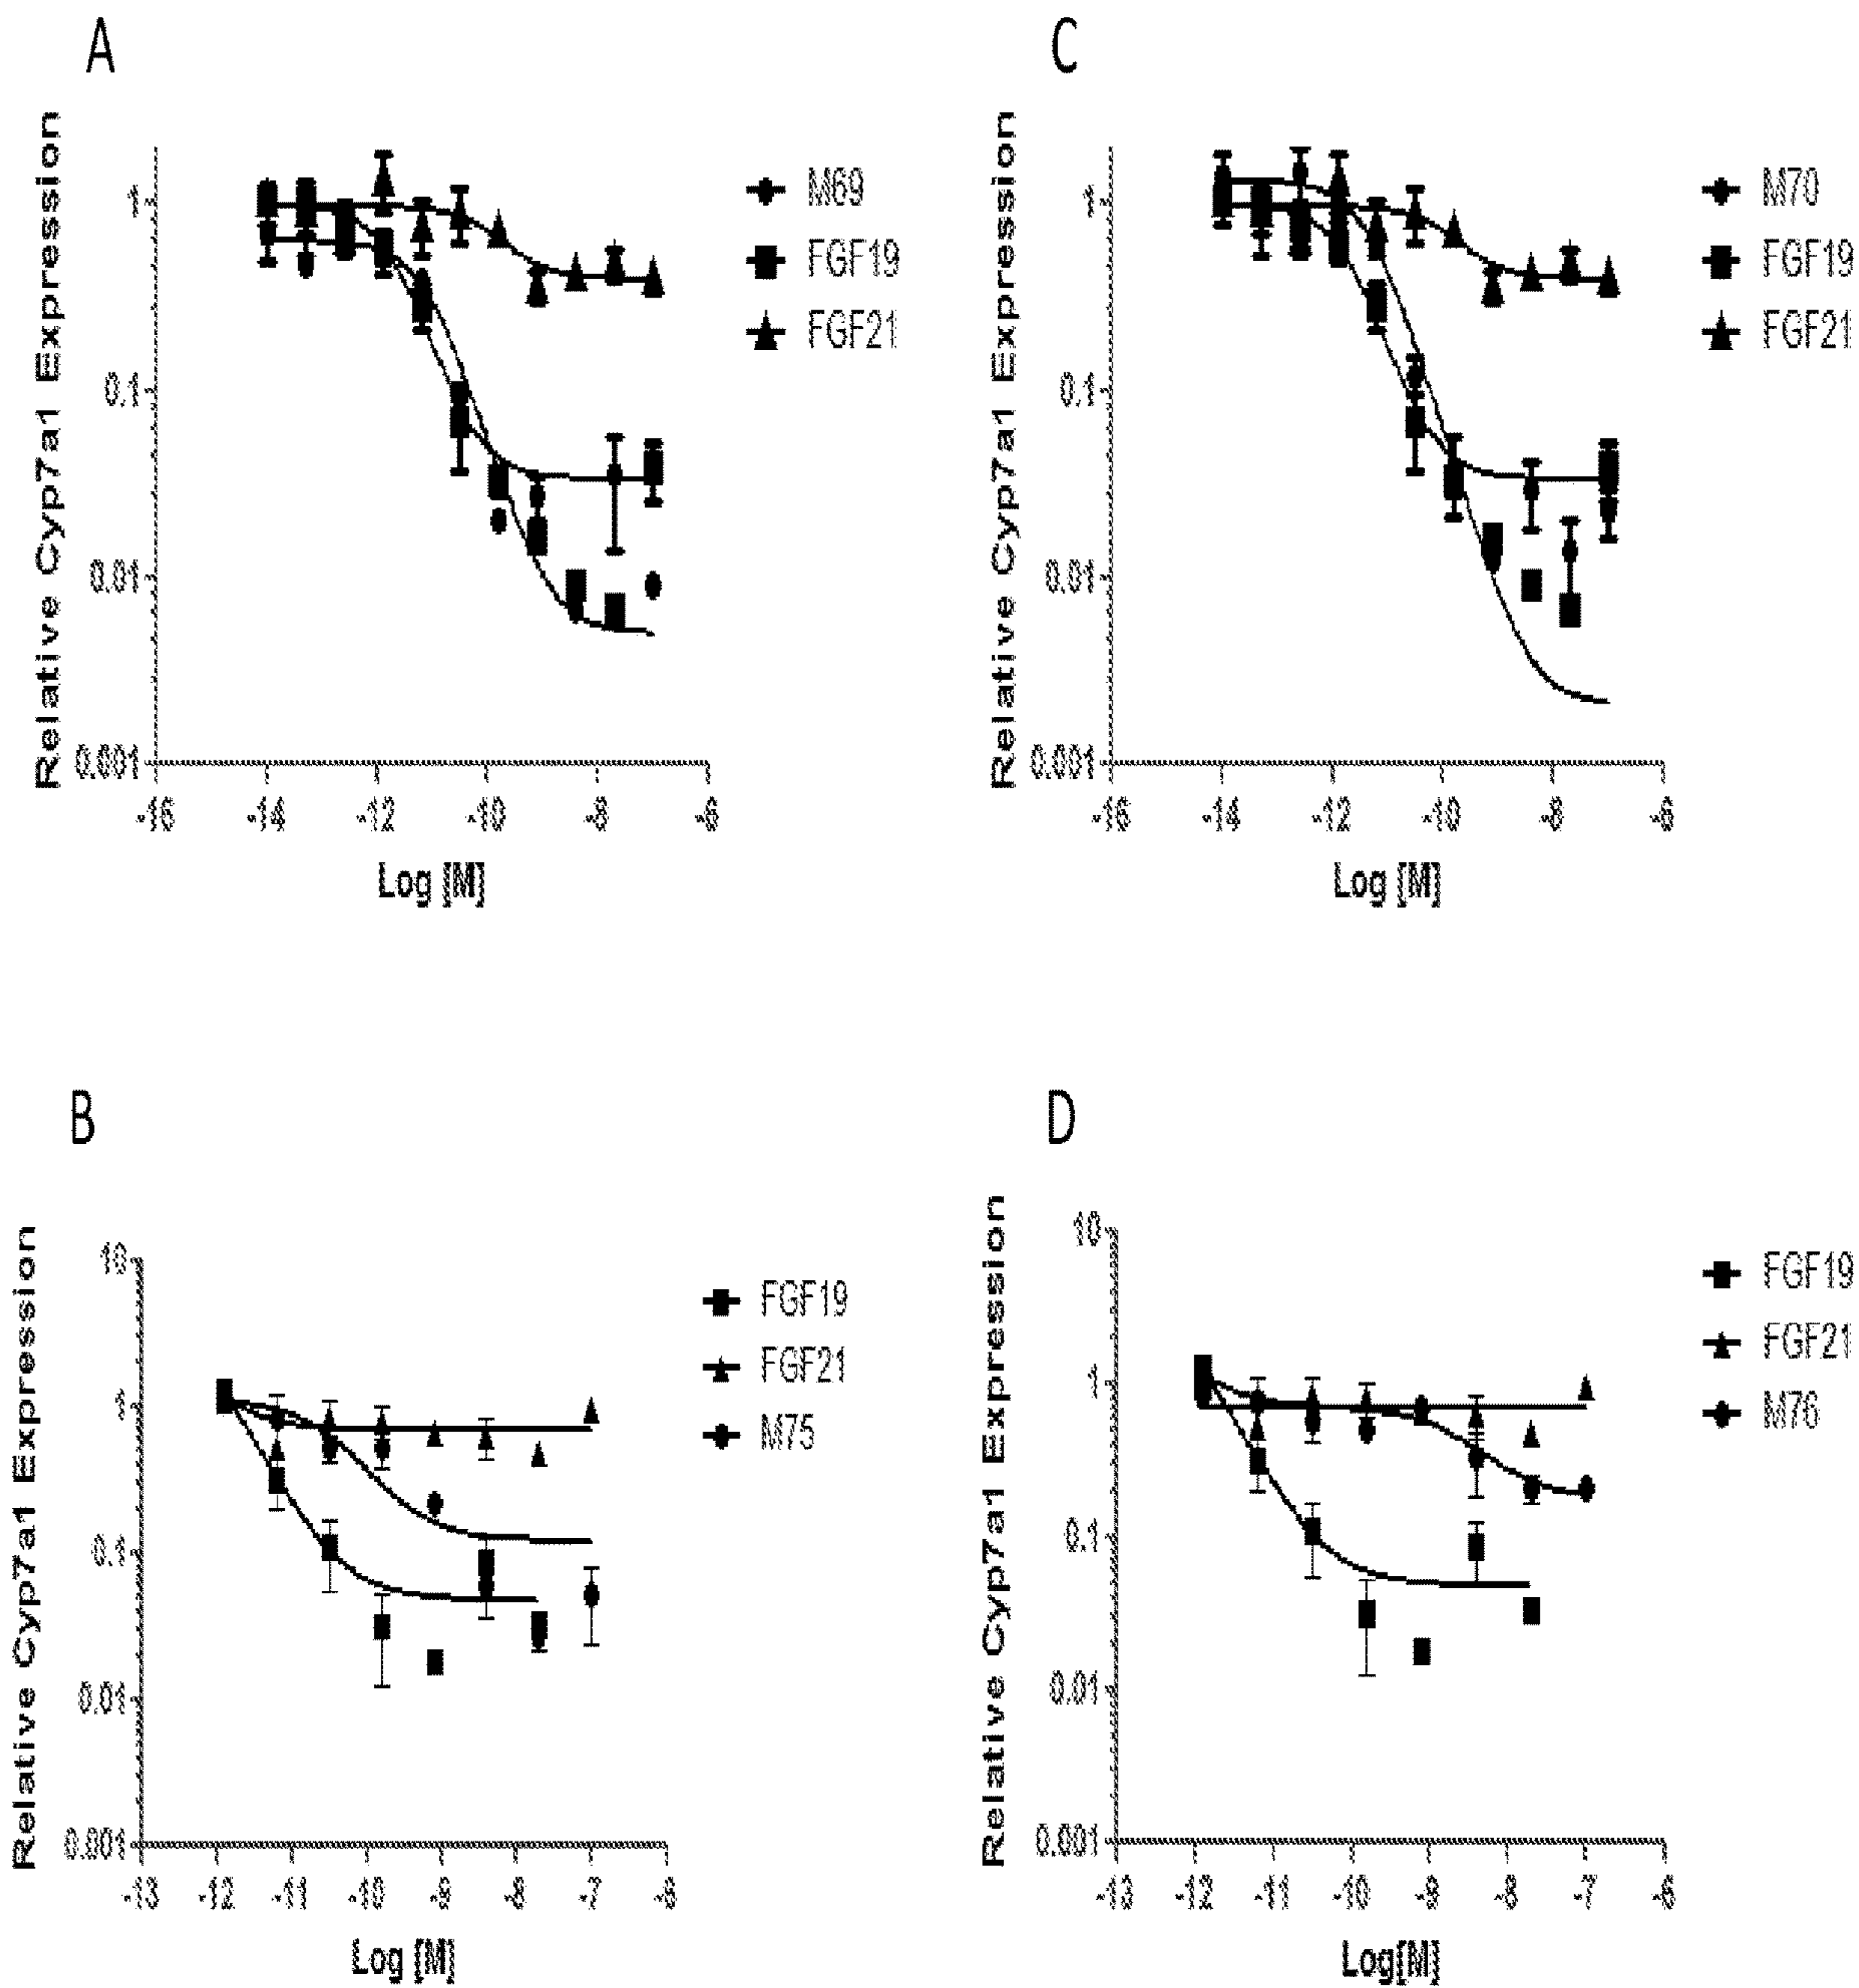 A
Relative Cyp7a1 Expression
1
0.1
0.01
0.001
-16
-14
-12
-10
-8
-6
Log [M]
M69
FGF19
FGF21
C
Relative Cyp7a1 Expression
1
0.1
0.01
0.001
-16
-14
-12
-10
-8
-6
Log [M]
M70
FGF19
FGF21
B
Relative Cyp7a1 Expression
10
1
0.1
0.01
0.001
-13
-12
-11
-10
-9
-8
-7
-6
Log [M]
FGF19
FGF21
M75
D
Relative Cyp7a1 Expression
10
1
0.1
0.01
0.001
-13
-12
-11
-10
-9
-8
-7
-6
Log[M]
FGF19
FGF21
M76